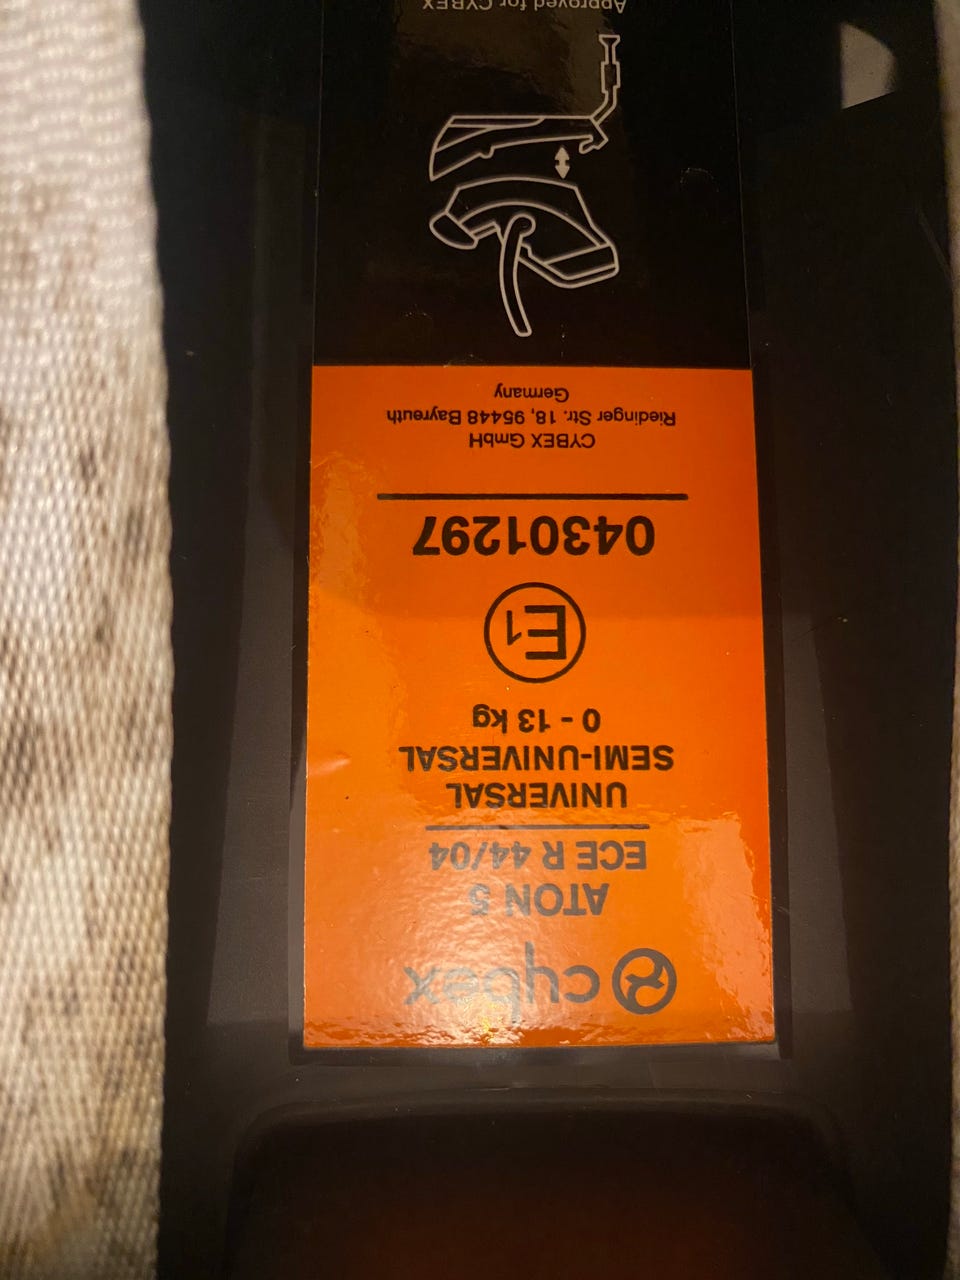 cybex
ATON 5
ECE R 44/04
UNIVERSAL
SEMI-UNIVERSAL
0 - 13 kg
E1
04301297
CYBEX GmbH
Riedinger Str. 18, 95448 Bayreuth
Germany
Approved for CYBEX